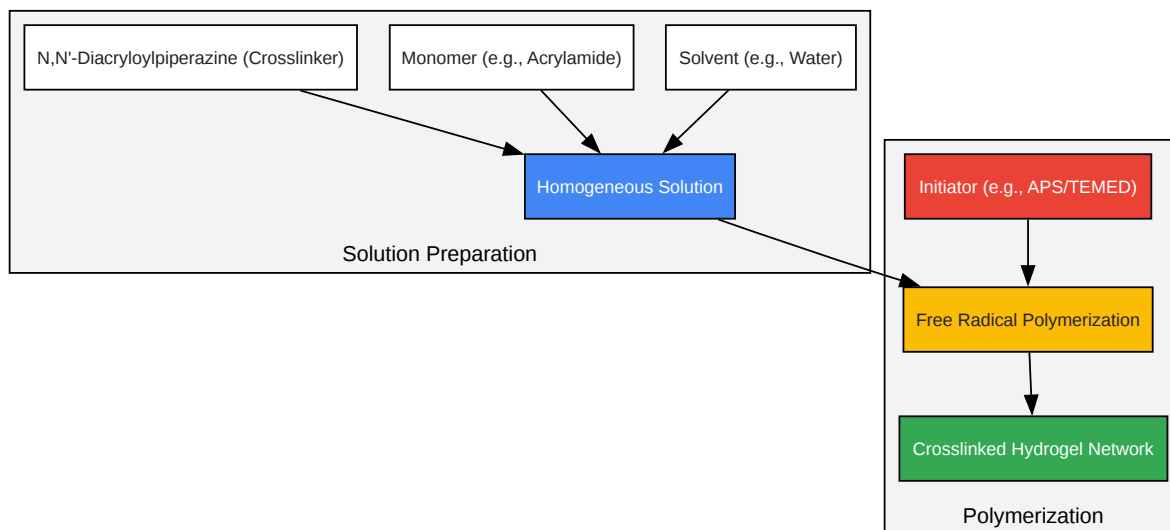 N,N'-Diacryloylpiperazine (Crosslinker)
Monomer (e.g., Acrylamide)
Solvent (e.g., Water)
Homogeneous Solution
Solution Preparation
Initiator (e.g., APS/TEMED)
Free Radical Polymerization
Crosslinked Hydrogel Network
Polymerization